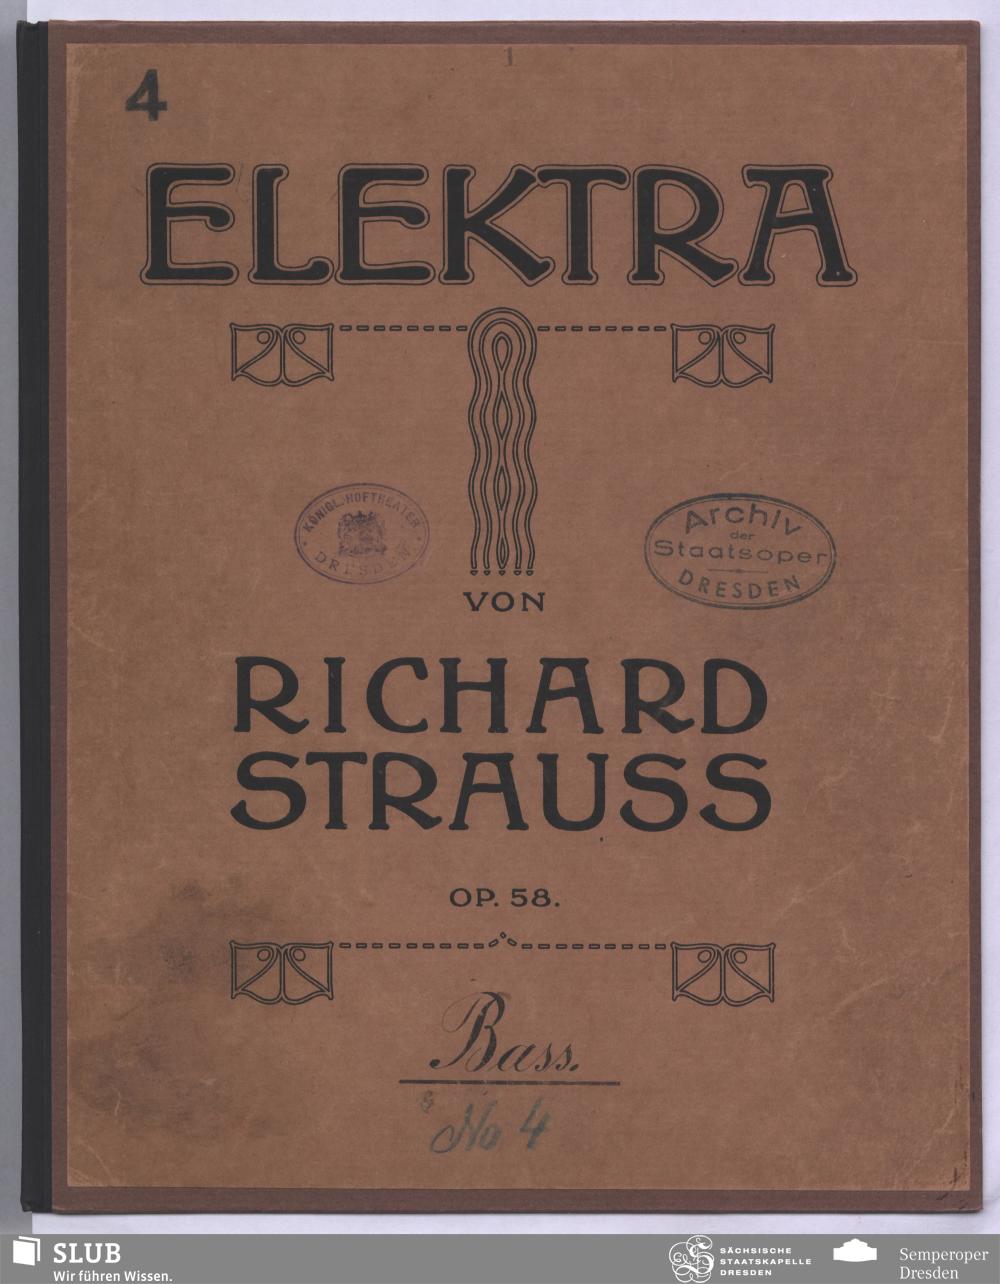 4
1
ELEKTRA
KÖNIGL. HOFTHEATER
DRESDEN
Archiv
der
Staatsoper
DRESDEN
VON
RICHARD
STRAUSS
OP. 58.
Bass.
No 4
SLUB
Wir führen Wissen.
SÄCHSISCHE
STAATSKAPELLE
DRESDEN
Semperoper
Dresden